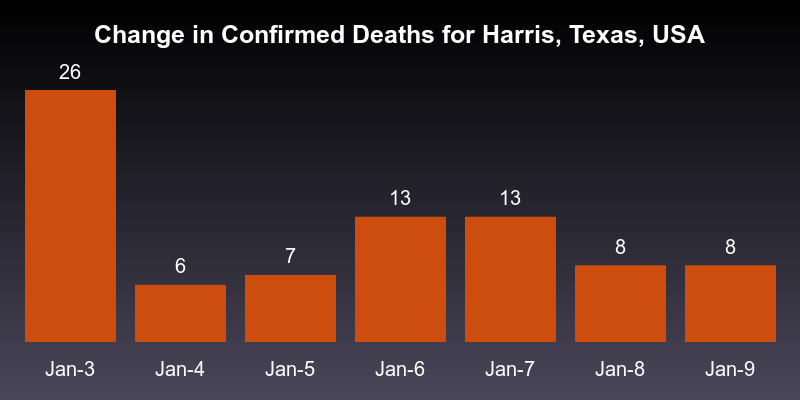 Change in Confirmed Deaths for Harris, Texas, USA
26
6
7
13
13
8
8
Jan-3
Jan-4
Jan-5
Jan-6
Jan-7
Jan-8
Jan-9